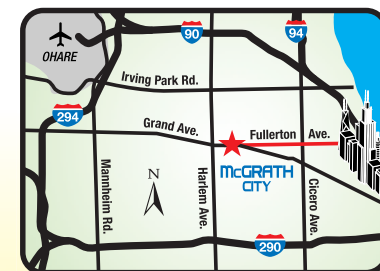 OHARE
90
94
Irving Park Rd.
294
Grand Ave.
Fullerton Ave.
McGRATH
CITY
Mannheim Rd.
N
Harlem Ave.
Cicero Ave.
290